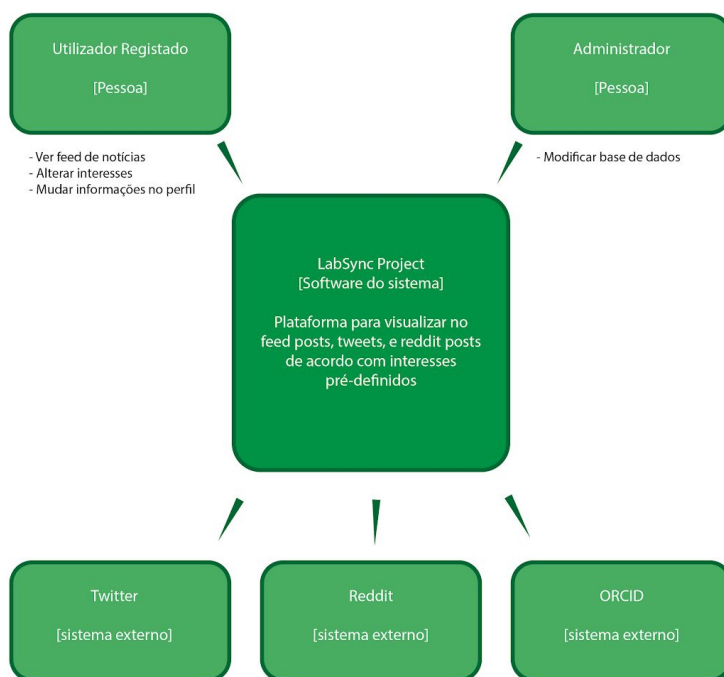 Utilizador Registado
[Pessoa]
Administrador
[Pessoa]
- Ver feed de notícias
- Alterar interesses
- Mudar informações no perfil
- Modificar base de dados
LabSync Project
[Software do sistema]
Plataforma para visualizar no
feed posts, tweets, e reddit posts
de acordo com interesses
pré-definidos
Twitter
[sistema externo]
Reddit
[sistema externo]
ORCID
[sistema externo]